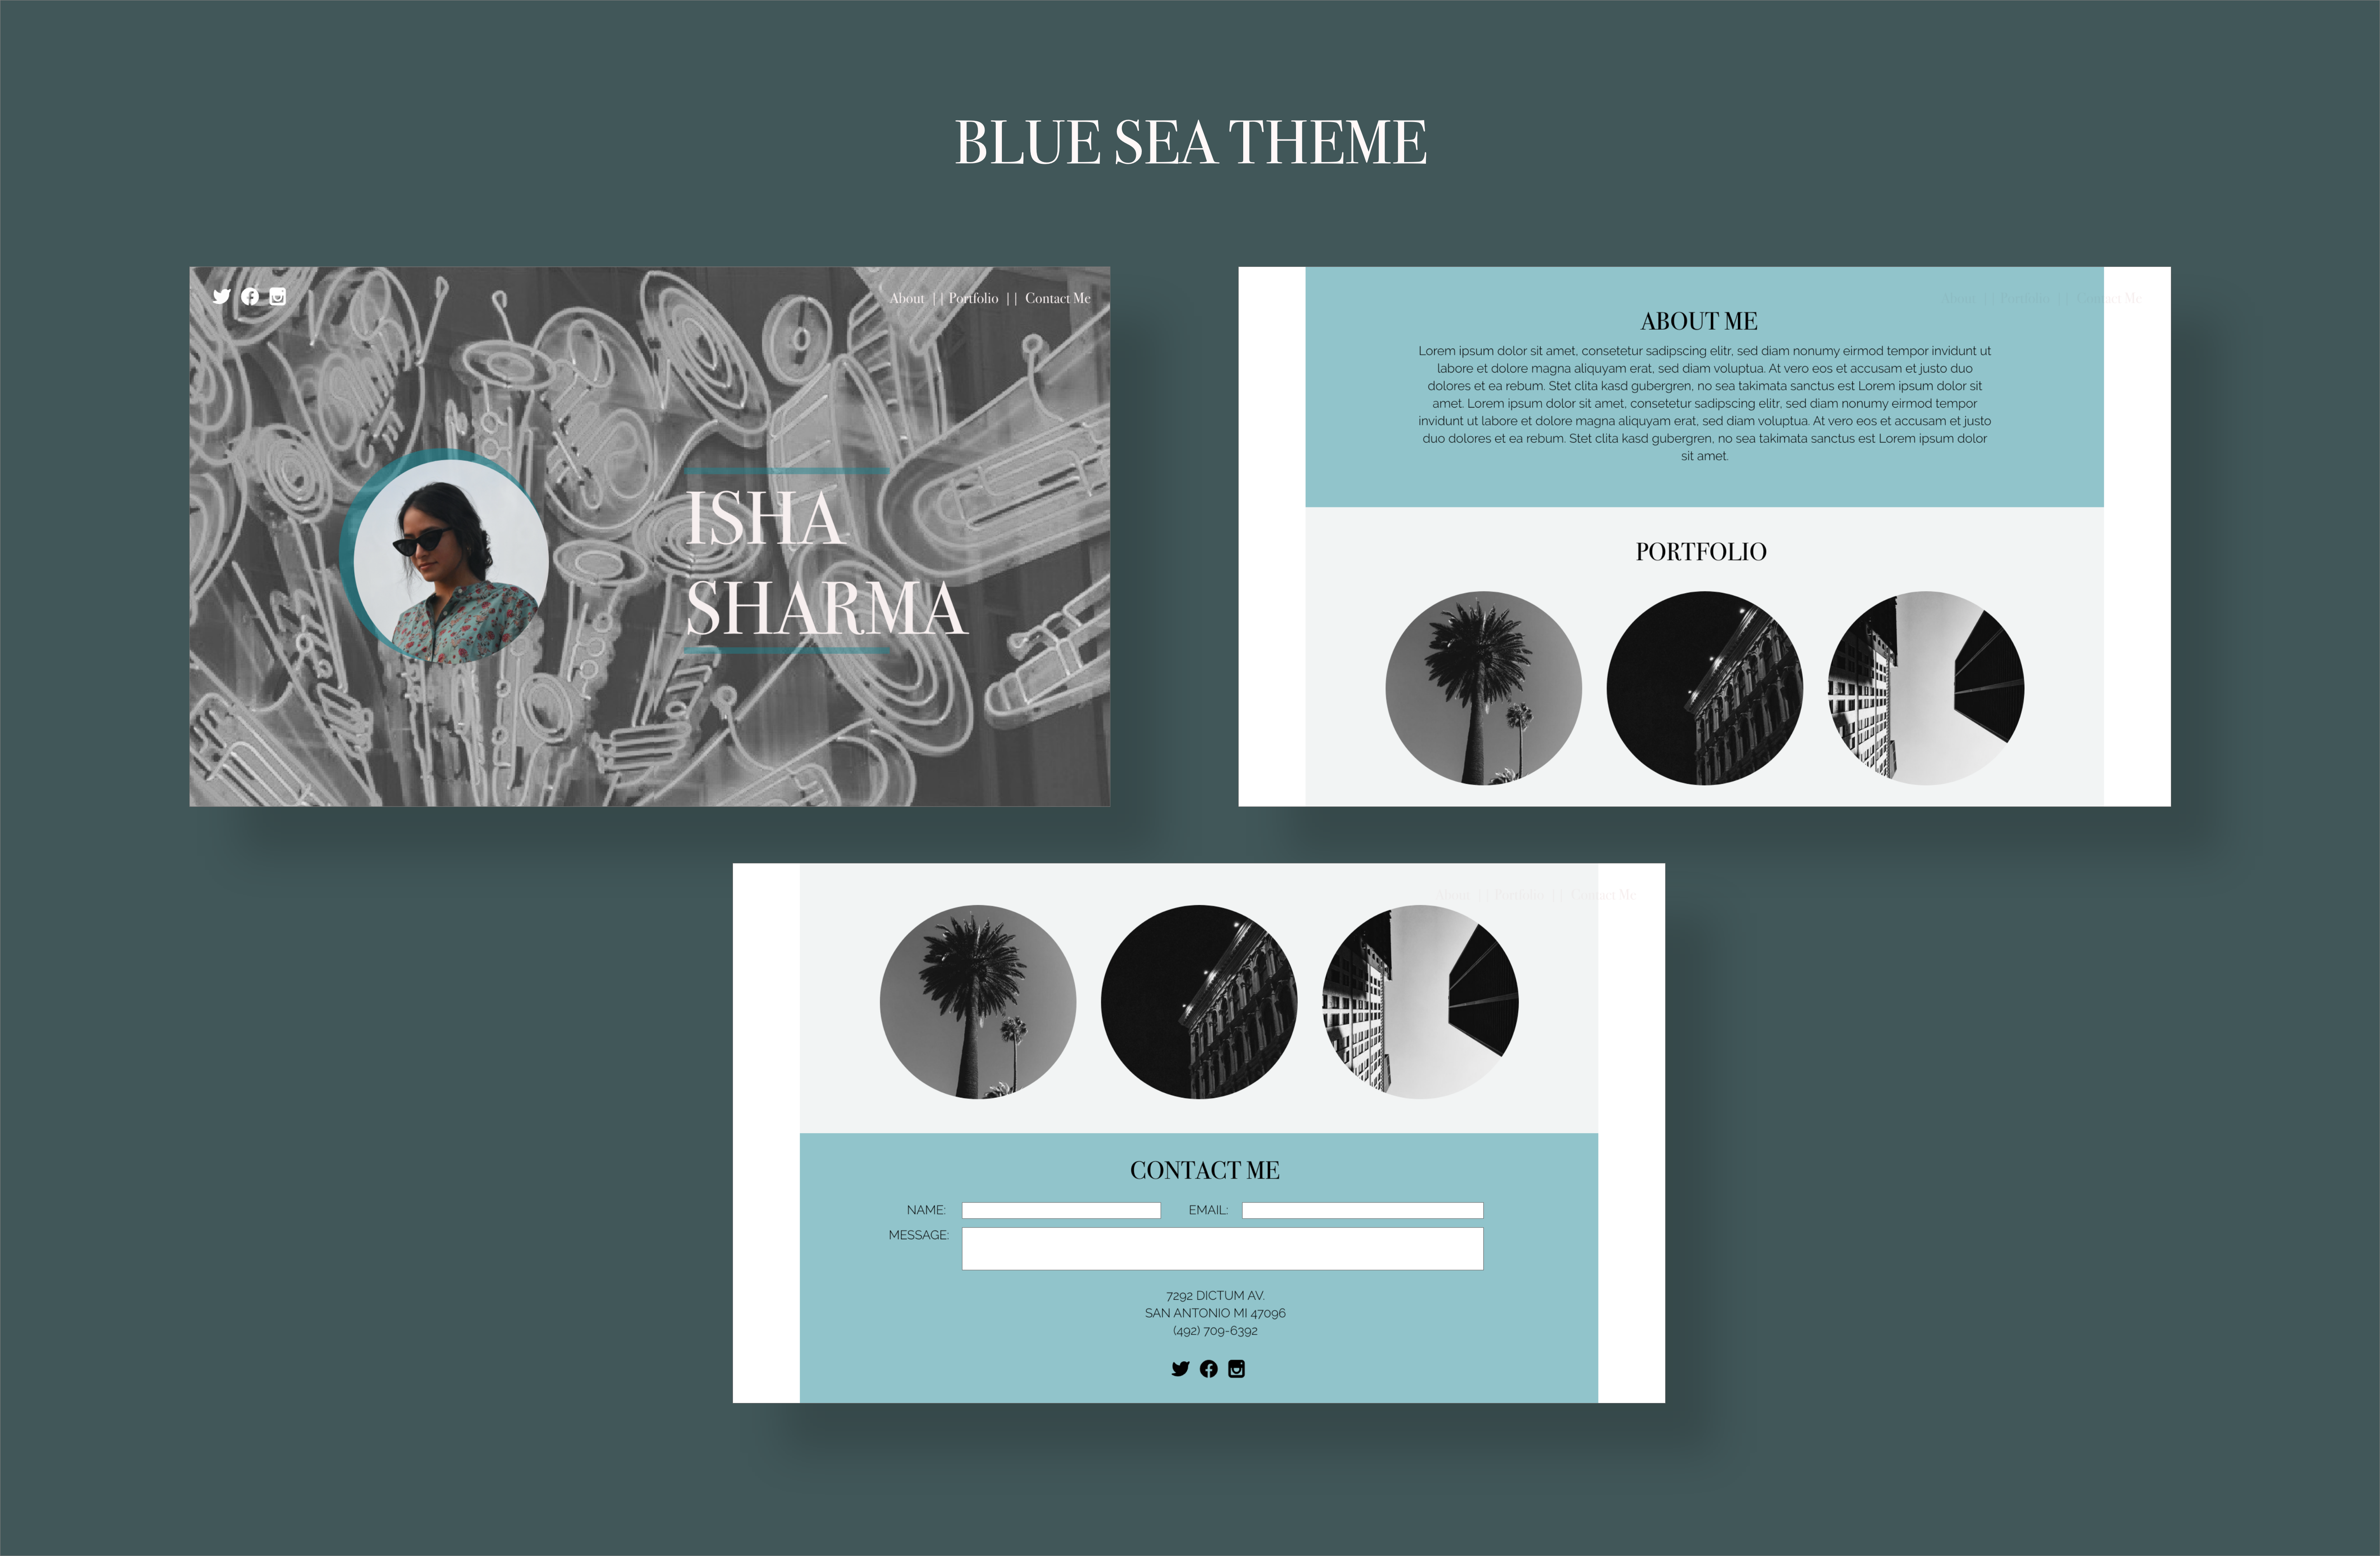 BLUE SEA THEME
About || Portfolio || Contact Me
ISHA
SHARMA
About || Portfolio || Contact Me
ABOUT ME
Lorem ipsum dolor sit amet, consetetur sadipscing elitr, sed diam nonumy eirmod tempor invidunt ut
labore et dolore magna aliquyam erat, sed diam voluptua. At vero eos et accusam et justo duo
dolores et ea rebum. Stet clita kasd gubergren, no sea takimata sanctus est Lorem ipsum dolor sit
amet. Lorem ipsum dolor sit amet, consetetur sadipscing elitr, sed diam nonumy eirmod tempor
invidunt ut labore et dolore magna aliquyam erat, sed diam voluptua. At vero eos et accusam et justo
duo dolores et ea rebum. Stet clita kasd gubergren, no sea takimata sanctus est Lorem ipsum dolor
sit amet.
PORTFOLIO
About || Portfolio || Contact Me
CONTACT ME
NAME:
EMAIL:
MESSAGE:
7292 DICTUM AV.
SAN ANTONIO MI 47096
(492) 709-6392